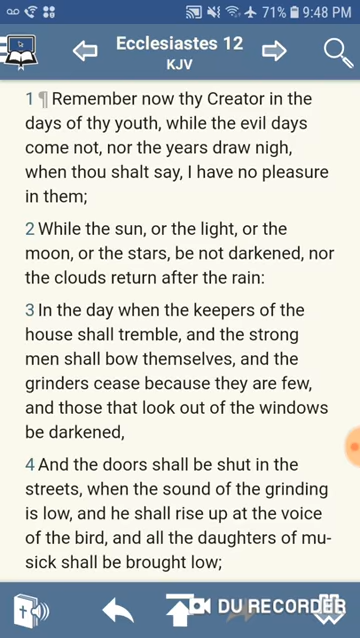 71% 9:48 PM
Ecclesiastes 12
KJV
1 ¶ Remember now thy Creator in the
days of thy youth, while the evil days
come not, nor the years draw nigh,
when thou shalt say, I have no pleasure
in them;
2 While the sun, or the light, or the
moon, or the stars, be not darkened, nor
the clouds return after the rain:
3 In the day when the keepers of the
house shall tremble, and the strong
men shall bow themselves, and the
grinders cease because they are few,
and those that look out of the windows
be darkened,
4 And the doors shall be shut in the
streets, when the sound of the grinding
is low, and he shall rise up at the voice
of the bird, and all the daughters of mu-
sick shall be brought low;
DU RECORDER